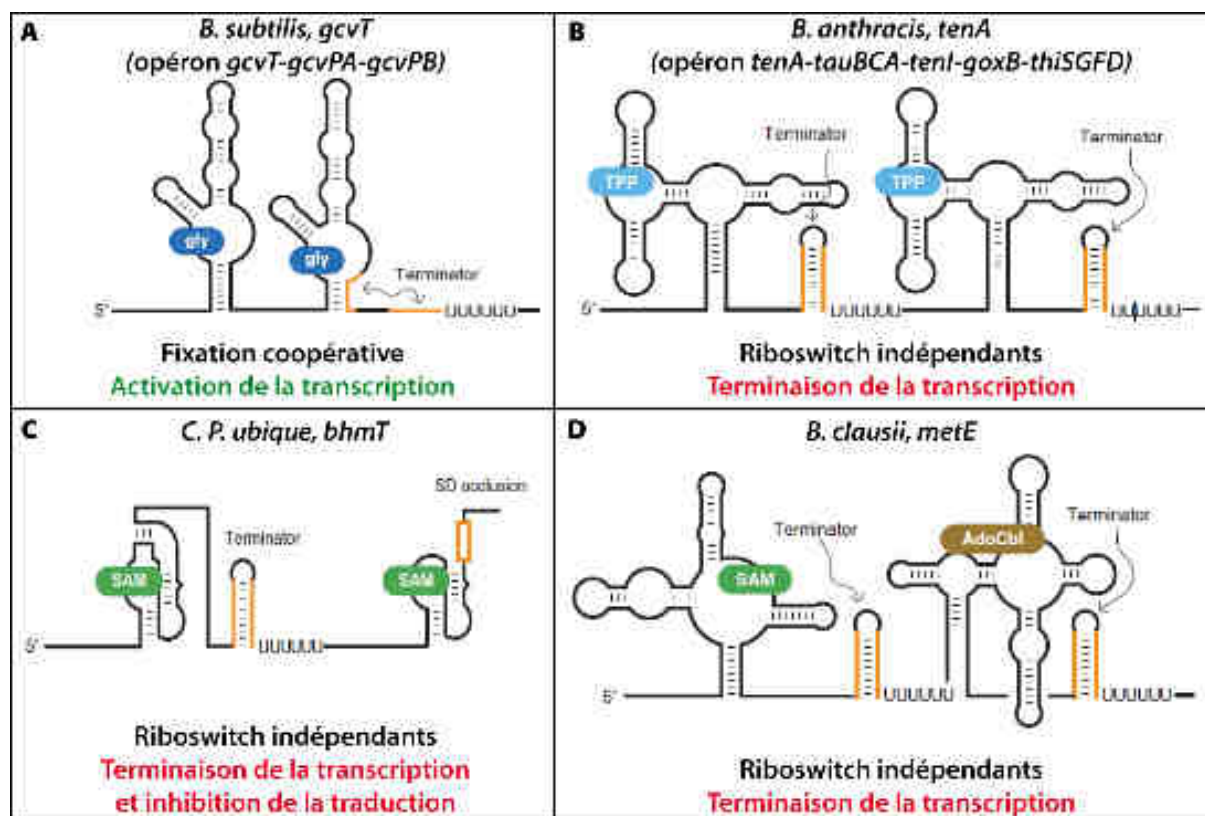 A
B. subtilis, gcvT
(opéron gcvT-gcvPA-gcvPB)
gly
gly
Terminator
5'
UUUUUU
Fixation coopérative
Activation de la transcription
B
B. anthracis, tenA
(opéron tenA-tauBCA-tenI-goxB-thiSGFD)
Terminator
Terminator
TPP
TPP
5'
UUUUUU
UUUUUU
Riboswitch indépendants
Terminaison de la transcription
C
C. P. ubique, bhmT
SD occlusion
Terminator
SAM
SAM
5'
UUUUUU
Riboswitch indépendants
Terminaison de la transcription
et inhibition de la traduction
D
B. clausii, metE
Terminator
Terminator
AdoCbl
SAM
5'
UUUUUU
UUUUUU
Riboswitch indépendants
Terminaison de la transcription